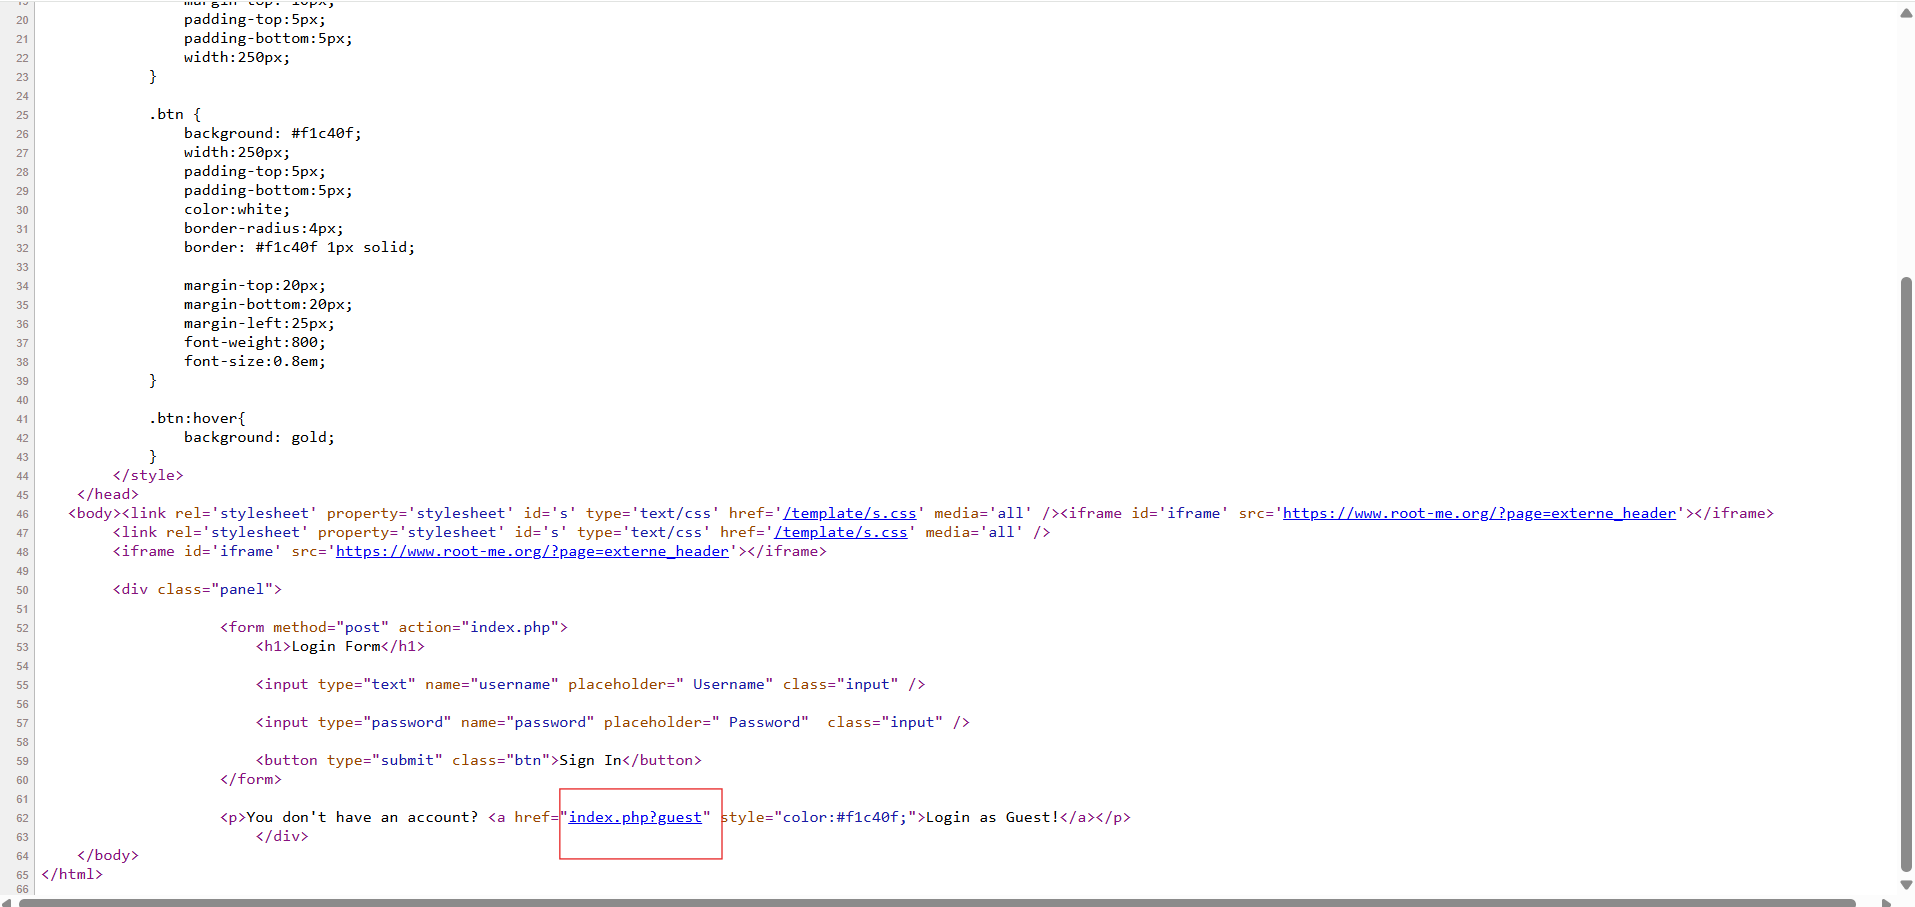 19 margin-top: 10px;
20 padding-top:5px;
21 padding-bottom:5px;
22 width:250px;
23 }
24
25 .btn {
26 background: #f1c40f;
27 width:250px;
28 padding-top:5px;
29 padding-bottom:5px;
30 color:white;
31 border-radius:4px;
32 border: #f1c40f 1px solid;
33
34 margin-top:20px;
35 margin-bottom:20px;
36 margin-left:25px;
37 font-weight:800;
38 font-size:0.8em;
39 }
40
41 .btn:hover{
42 background: gold;
43 }
44 </style>
45 </head>
46 <body><link rel='stylesheet' property='stylesheet' id='s' type='text/css' href='/template/s.css' media='all' /><iframe id='iframe' src='https://www.root-me.org/?page=externe_header'></iframe>
47 <link rel='stylesheet' property='stylesheet' id='s' type='text/css' href='/template/s.css' media='all' />
48 <iframe id='iframe' src='https://www.root-me.org/?page=externe_header'></iframe>
49
50 <div class="panel">
51
52 <form method="post" action="index.php">
53 <h1>Login Form</h1>
54
55 <input type="text" name="username" placeholder=" Username" class="input" />
56
57 <input type="password" name="password" placeholder=" Password"  class="input" />
58
59 <button type="submit" class="btn">Sign In</button>
60 </form>
61
62 <p>You don't have an account? <a href="index.php?guest" style="color:#f1c40f;">Login as Guest!</a></p>
63 </div>
64 </body>
65 </html>
66